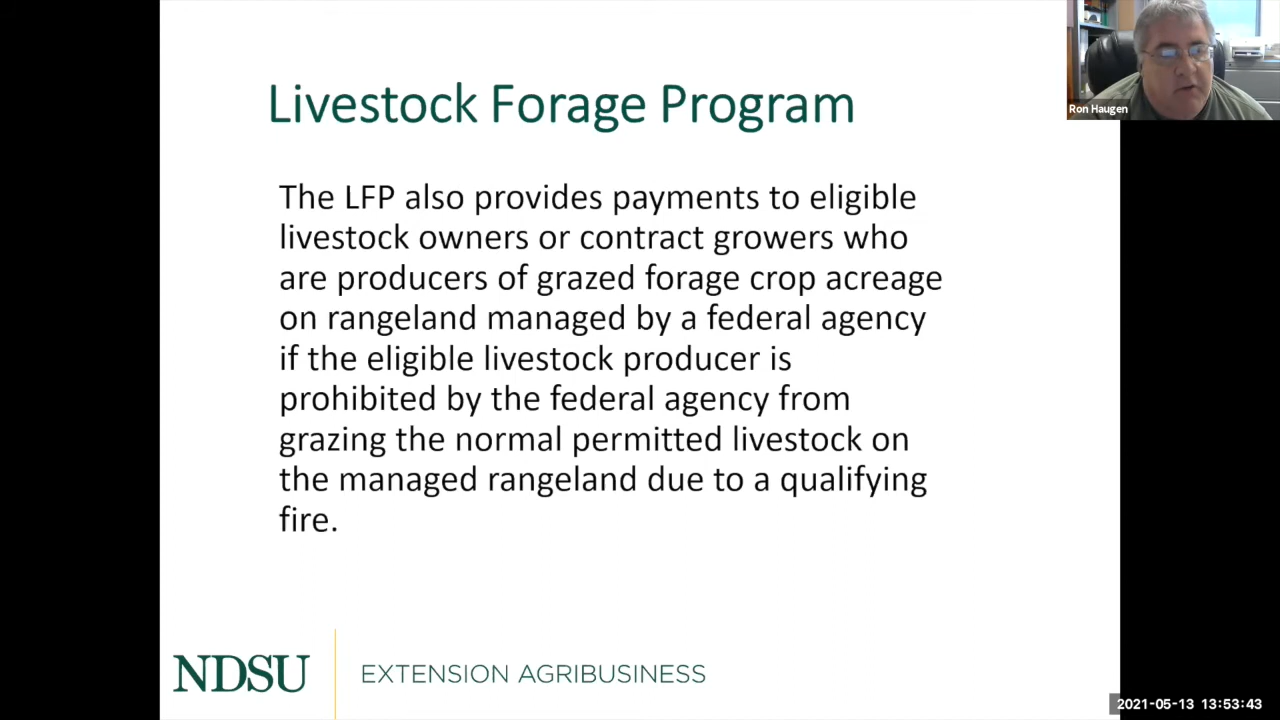 Livestock Forage Program
Ron Haugen
The LFP also provides payments to eligible
livestock owners or contract growers who
are producers of grazed forage crop acreage
on rangeland managed by a federal agency
if the eligible livestock producer is
prohibited by the federal agency from
grazing the normal permitted livestock on
the managed rangeland due to a qualifying
fire.
NDSU
EXTENSION AGRIBUSINESS
2021-05-13 13:53:43